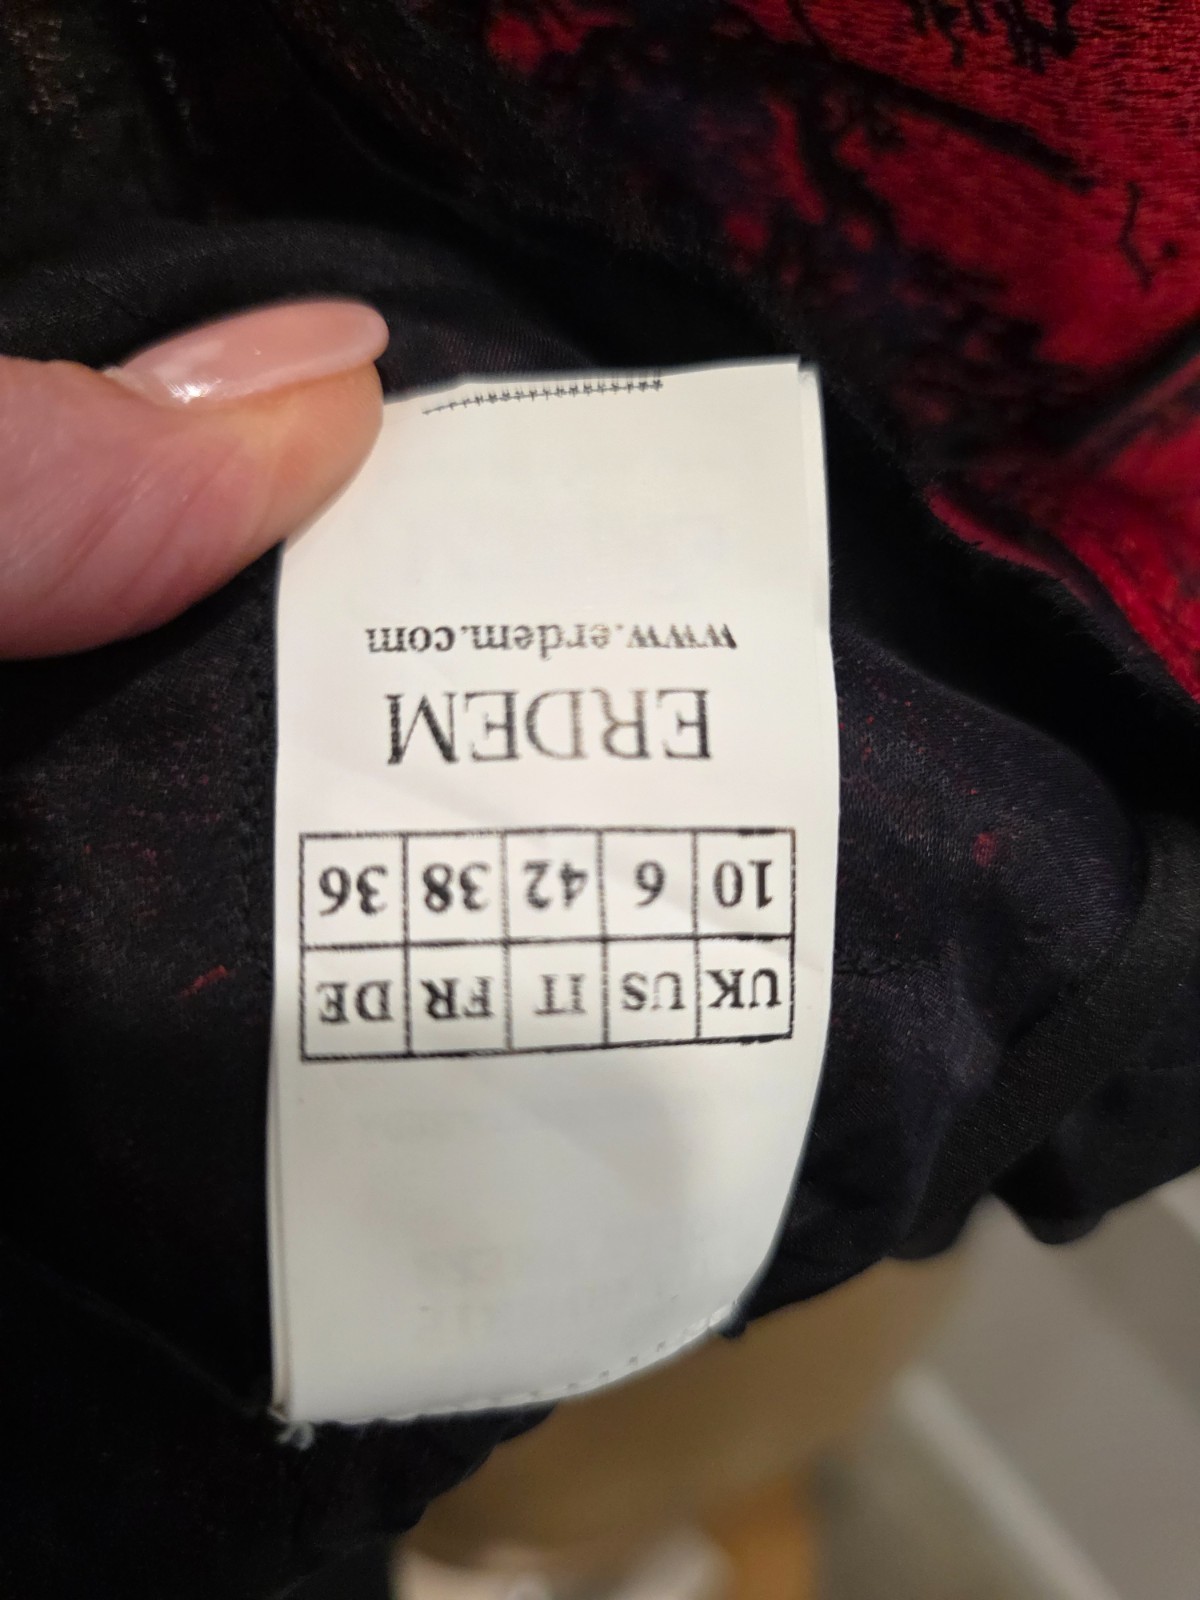 UK US IT FR DE
10 6 42 38 36
ERDEM
www.erdem.com